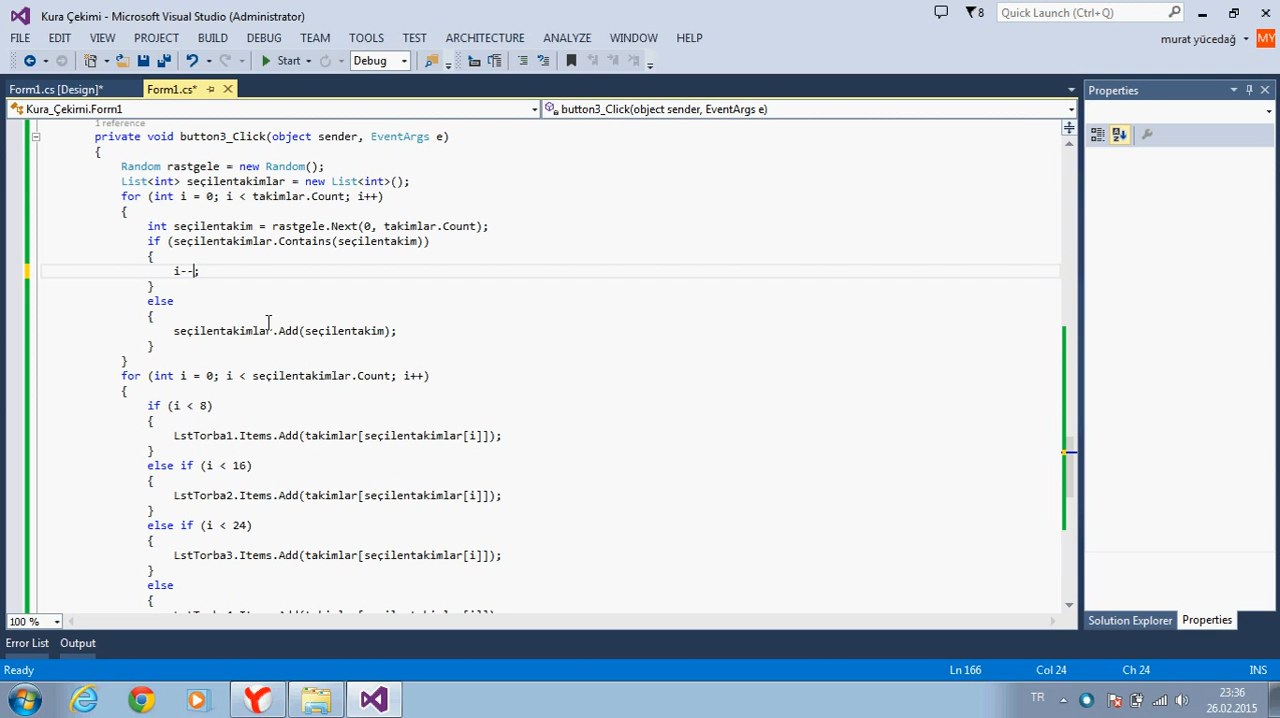 Kura Çekimi - Microsoft Visual Studio (Administrator)
8
Quick Launch (Ctrl+Q)
FILE EDIT VIEW PROJECT BUILD DEBUG TEAM TOOLS TEST ARCHITECTURE ANALYZE WINDOW HELP
murat yücedağ MY
Start Debug
Form1.cs [Design]* Form1.cs*
Kura_Çekimi.Form1 button3_Click(object sender, EventArgs e)
Properties
1 reference
private void button3_Click(object sender, EventArgs e)
{
Random rastgele = new Random();
List<int> seçilentakimlar = new List<int>();
for (int i = 0; i < takimlar.Count; i++)
{
int seçilentakim = rastgele.Next(0, takimlar.Count);
if (seçilentakimlar.Contains(seçilentakim))
{
i--;
}
else
{
seçilentakimlar.Add(seçilentakim);
}
}
for (int i = 0; i < seçilentakimlar.Count; i++)
{
if (i < 8)
{
LstTorba1.Items.Add(takimlar[seçilentakimlar[i]]);
}
else if (i < 16)
{
LstTorba2.Items.Add(takimlar[seçilentakimlar[i]]);
}
else if (i < 24)
{
LstTorba3.Items.Add(takimlar[seçilentakimlar[i]]);
}
else
{
100 %
Solution Explorer Properties
Error List Output
Ready Ln 166 Col 24 Ch 24 INS
TR
23:36
26.02.2015